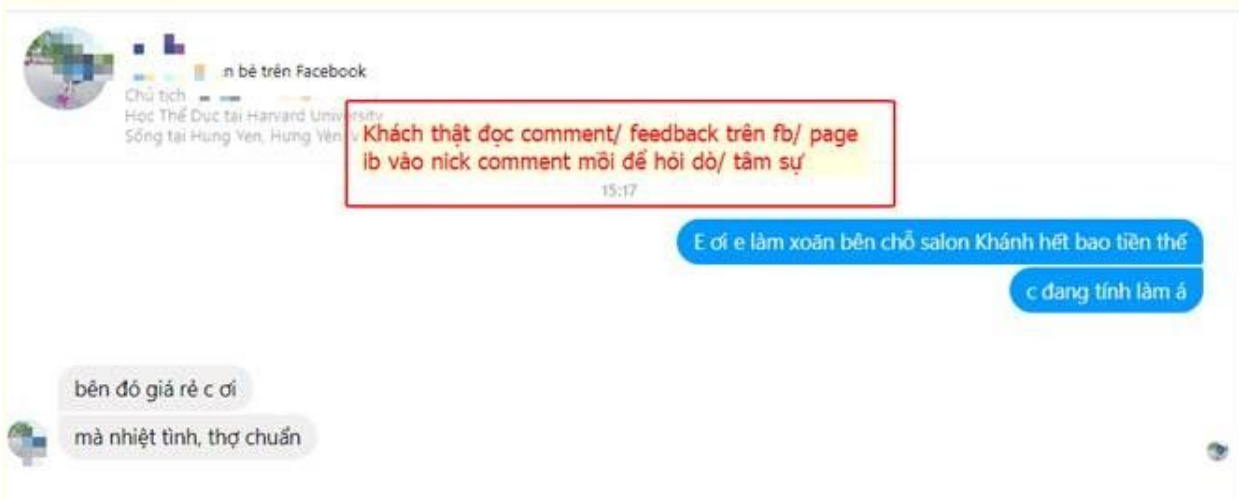 n bè trên Facebook
Chủ tịch
Học Thể Dục tại Harvard University
Sống tại Hung Yen, Hưng Yên,
Khách thật đọc comment/ feedback trên fb/ page
ib vào nick comment mồi để hỏi dò/ tâm sự
15:17
E ơi e làm xoăn bên chỗ salon Khánh hết bao tiền thế
c đang tính làm á
bên đó giá rẻ c ơi
mà nhiệt tình, thợ chuẩn